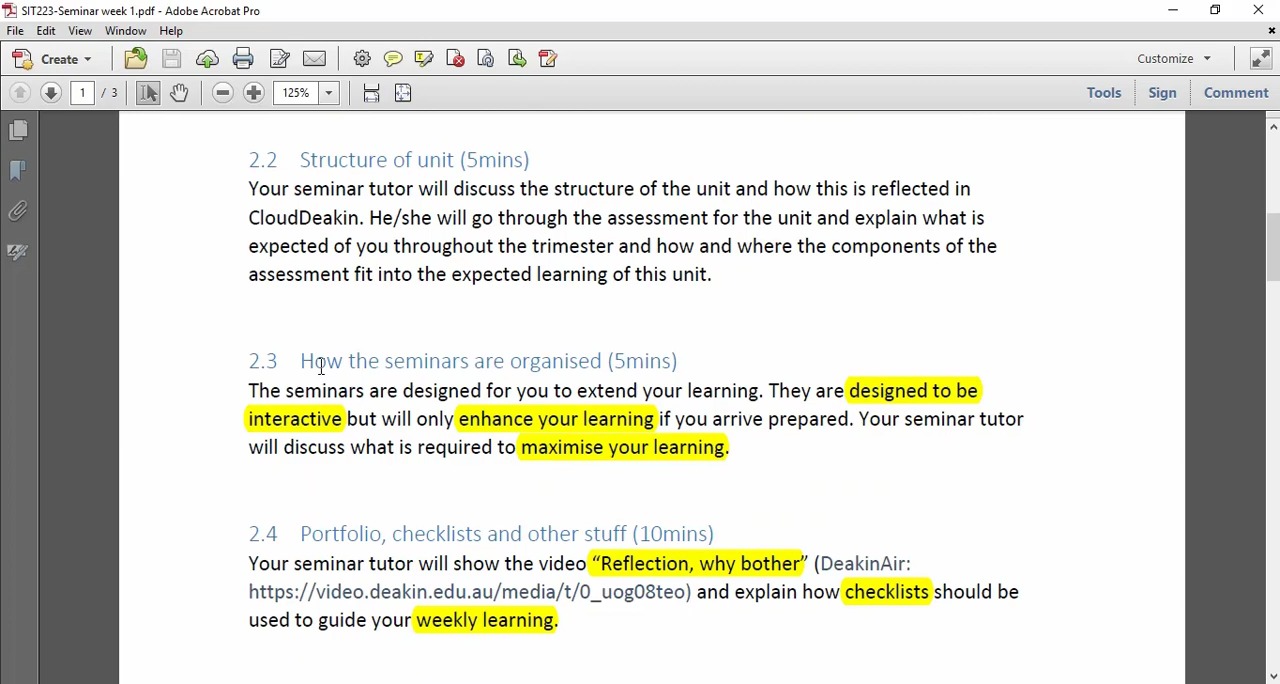 SIT223-Seminar week 1.pdf - Adobe Acrobat Pro
File Edit View Window Help
Create Customize
1 / 3 125% Tools Sign Comment
2.2 Structure of unit (5mins)
Your seminar tutor will discuss the structure of the unit and how this is reflected in
CloudDeakin. He/she will go through the assessment for the unit and explain what is
expected of you throughout the trimester and how and where the components of the
assessment fit into the expected learning of this unit.
2.3 How the seminars are organised (5mins)
The seminars are designed for you to extend your learning. They are designed to be
interactive but will only enhance your learning if you arrive prepared. Your seminar tutor
will discuss what is required to maximise your learning.
2.4 Portfolio, checklists and other stuff (10mins)
Your seminar tutor will show the video “Reflection, why bother” (DeakinAir:
https://video.deakin.edu.au/media/t/0_uog08teo) and explain how checklists should be
used to guide your weekly learning.